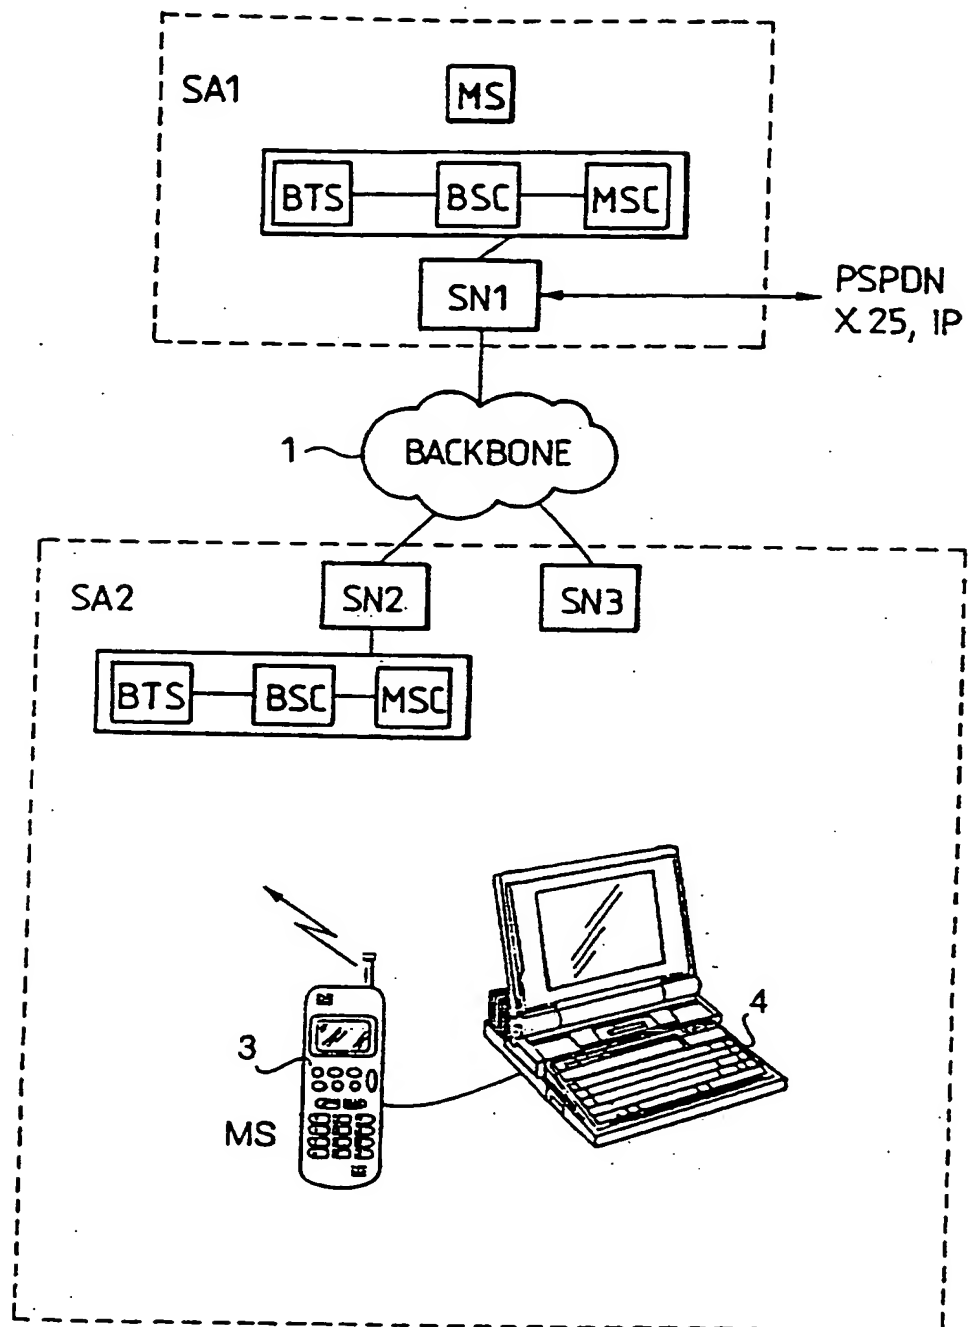 SA1
MS
BTS
BSC
MSC
SN1
PSPDN
X.25, IP
1
BACKBONE
SA2
SN2
SN3
BTS
BSC
MSC
3
4
MS